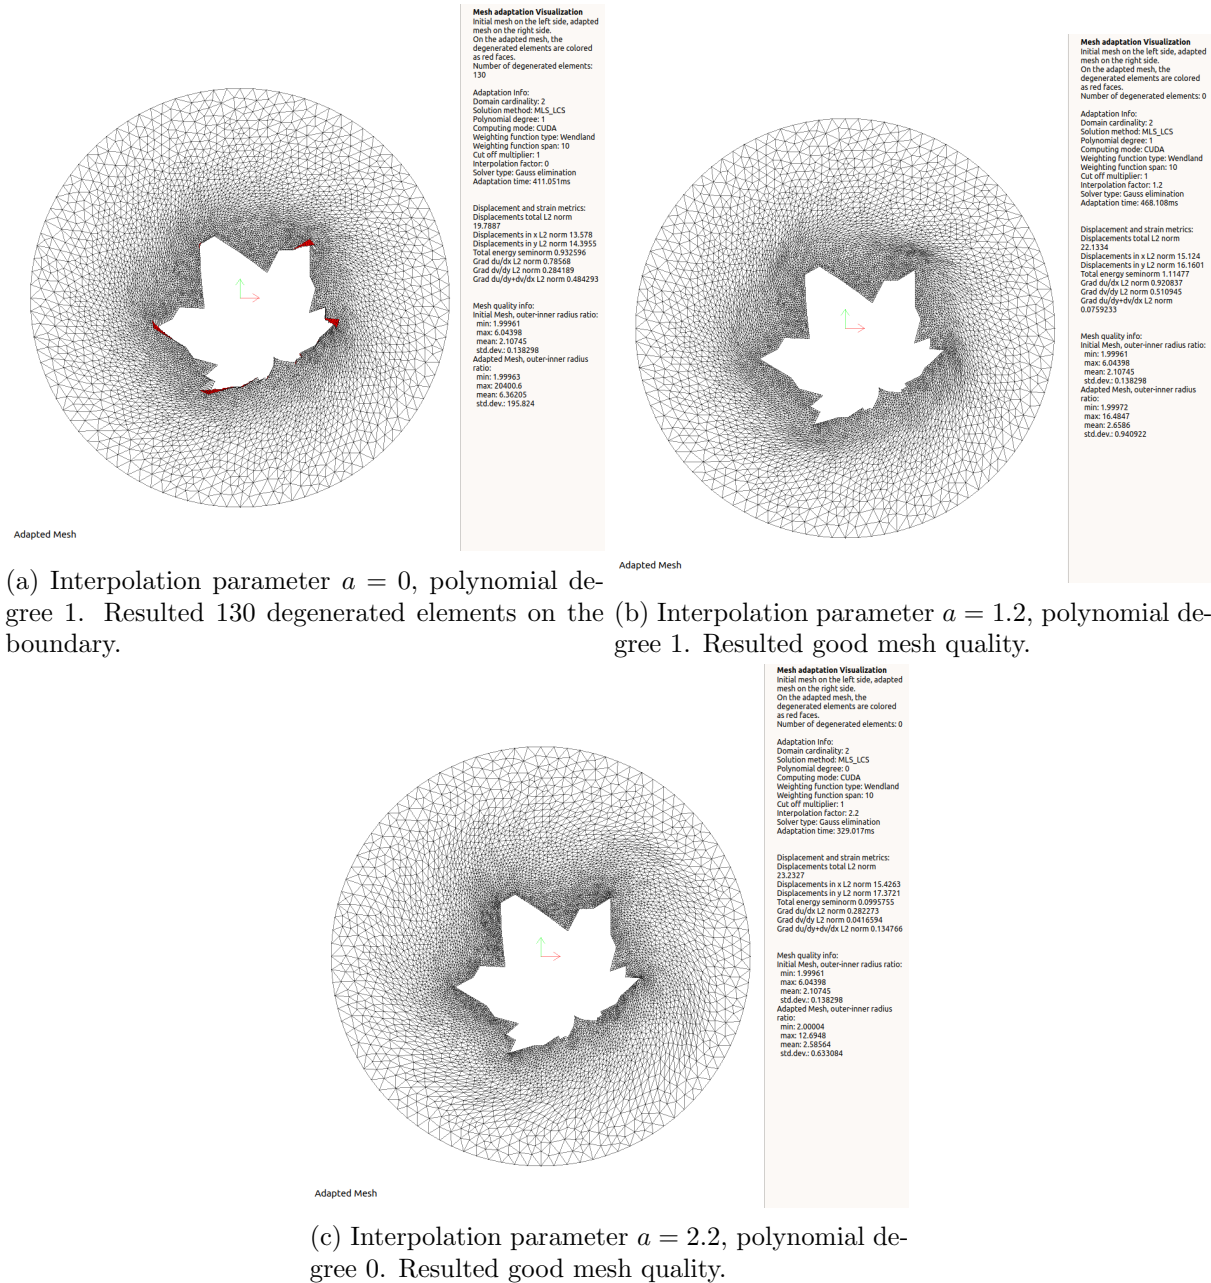 Mesh adaptation Visualization
Initial mesh on the left side, adapted
mesh on the right side.
On the adapted mesh, the
degenerated elements are colored
as red faces.
Number of degenerated elements:
130
Adaptation Info:
Domain cardinality: 2
Solution method: MLS_LCS
Polynomial degree: 1
Computing mode: CUDA
Weighting function type: Wendland
Weighting function span: 10
Cut off multiplier: 1
Interpolation factor: 0
Solver type: Gauss elimination
Adaptation time: 411.051ms
Displacement and strain metrics:
Displacements total L2 norm
19.7887
Displacements in x L2 norm 13.578
Displacements in y L2 norm 14.3955
Total energy seminorm 0.932596
Grad du/dx L2 norm 0.78568
Grad dv/dy L2 norm 0.284189
Grad du/dy+dv/dx L2 norm 0.484293
Mesh quality info:
Initial Mesh, outer-inner radius ratio:
min: 1.99961
max: 6.04398
mean: 2.10745
std.dev.: 0.138298
Adapted Mesh, outer-inner radius
ratio:
min: 1.99963
max: 20400.6
mean: 6.36205
std.dev.: 195.824
Adapted Mesh
(a) Interpolation parameter a = 0, polynomial de-
gree 1. Resulted 130 degenerated elements on the
boundary.
Mesh adaptation Visualization
Initial mesh on the left side, adapted
mesh on the right side.
On the adapted mesh, the
degenerated elements are colored
as red faces.
Number of degenerated elements: 0
Adaptation Info:
Domain cardinality: 2
Solution method: MLS_LCS
Polynomial degree: 1
Computing mode: CUDA
Weighting function type: Wendland
Weighting function span: 10
Cut off multiplier: 1
Interpolation factor: 1.2
Solver type: Gauss elimination
Adaptation time: 468.108ms
Displacement and strain metrics:
Displacements total L2 norm
22.1334
Displacements in x L2 norm 15.124
Displacements in y L2 norm 16.1601
Total energy seminorm 1.11477
Grad du/dx L2 norm 0.920837
Grad dv/dy L2 norm 0.510945
Grad du/dy+dv/dx L2 norm
0.0759233
Mesh quality info:
Initial Mesh, outer-inner radius ratio:
min: 1.99961
max: 6.04398
mean: 2.10745
std.dev.: 0.138298
Adapted Mesh, outer-inner radius
ratio:
min: 1.99972
max: 16.4847
mean: 2.6586
std.dev.: 0.940922
Adapted Mesh
(b) Interpolation parameter a = 1.2, polynomial de-
gree 1. Resulted good mesh quality.
Mesh adaptation Visualization
Initial mesh on the left side, adapted
mesh on the right side.
On the adapted mesh, the
degenerated elements are colored
as red faces.
Number of degenerated elements: 0
Adaptation Info:
Domain cardinality: 2
Solution method: MLS_LCS
Polynomial degree: 0
Computing mode: CUDA
Weighting function type: Wendland
Weighting function span: 10
Cut off multiplier: 1
Interpolation factor: 2.2
Solver type: Gauss elimination
Adaptation time: 329.017ms
Displacement and strain metrics:
Displacements total L2 norm
23.2327
Displacements in x L2 norm 15.4263
Displacements in y L2 norm 17.3721
Total energy seminorm 0.0995755
Grad du/dx L2 norm 0.282273
Grad dv/dy L2 norm 0.0416594
Grad du/dy+dv/dx L2 norm 0.134766
Mesh quality info:
Initial Mesh, outer-inner radius ratio:
min: 1.99961
max: 6.04398
mean: 2.10745
std.dev.: 0.138298
Adapted Mesh, outer-inner radius
ratio:
min: 2.00004
max: 12.6948
mean: 2.58564
std.dev.: 0.633084
Adapted Mesh
(c) Interpolation parameter a = 2.2, polynomial de-
gree 0. Resulted good mesh quality.